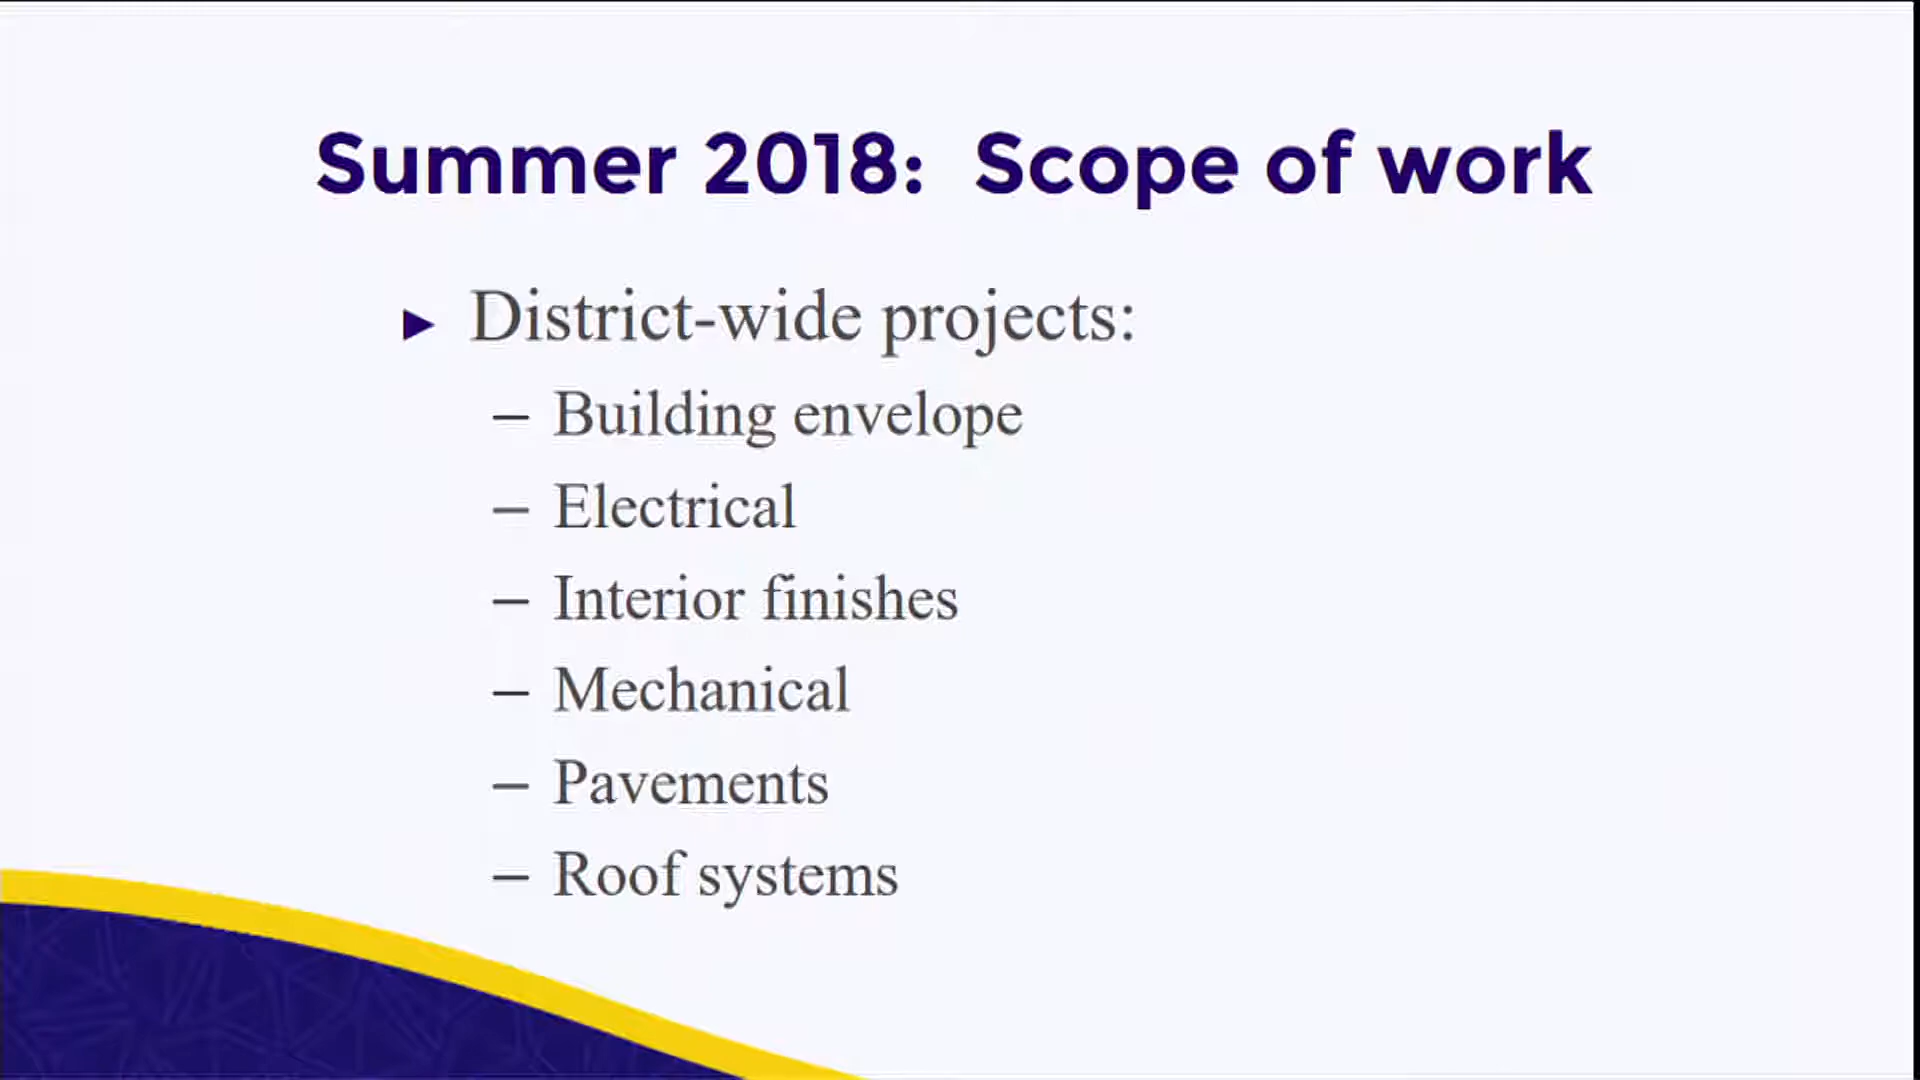 Summer 2018: Scope of work
► District-wide projects:
– Building envelope
– Electrical
– Interior finishes
– Mechanical
– Pavements
– Roof systems